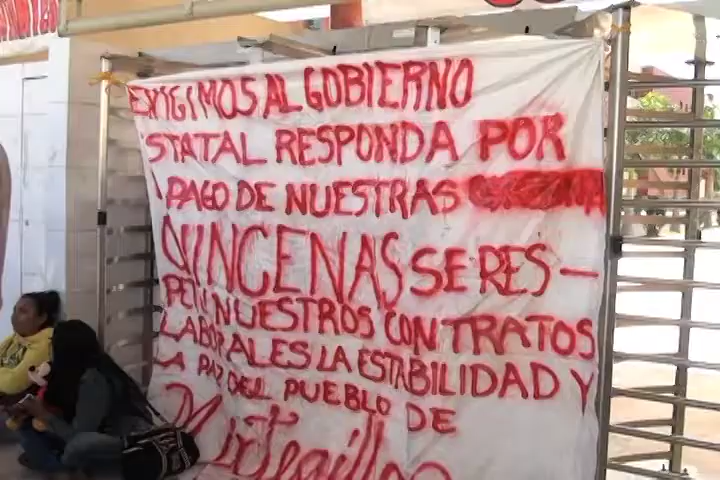 EXIGIMOS AL GOBIERNO
STATAL RESPONDA POR
PAGO DE NUESTRAS
QUINCENAS SE RES-
PETEN NUESTROS CONTRATOS
LABORALES LA ESTABILIDAD Y
LA PAZ DEL PUEBLO DE